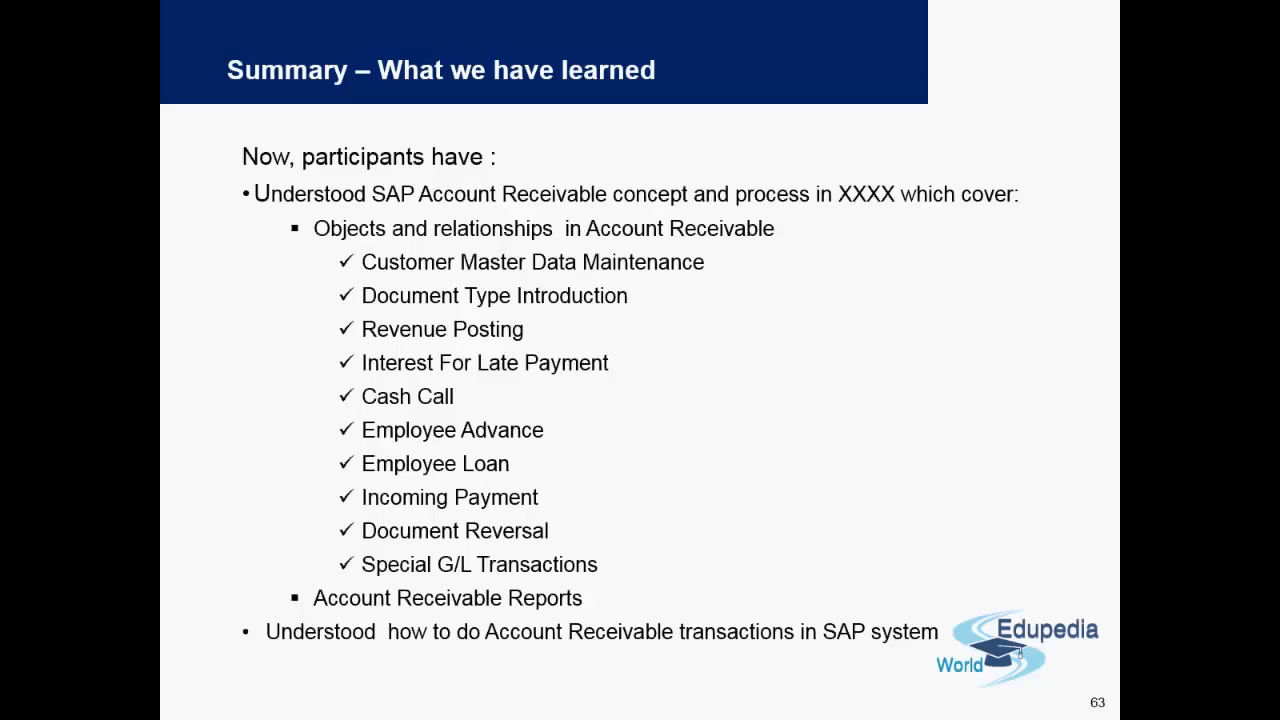 Summary – What we have learned
Now, participants have :
• Understood SAP Account Receivable concept and process in XXXX which cover:
▪ Objects and relationships in Account Receivable
✓ Customer Master Data Maintenance
✓ Document Type Introduction
✓ Revenue Posting
✓ Interest For Late Payment
✓ Cash Call
✓ Employee Advance
✓ Employee Loan
✓ Incoming Payment
✓ Document Reversal
✓ Special G/L Transactions
▪ Account Receivable Reports
• Understood how to do Account Receivable transactions in SAP system
Edupedia
World
63